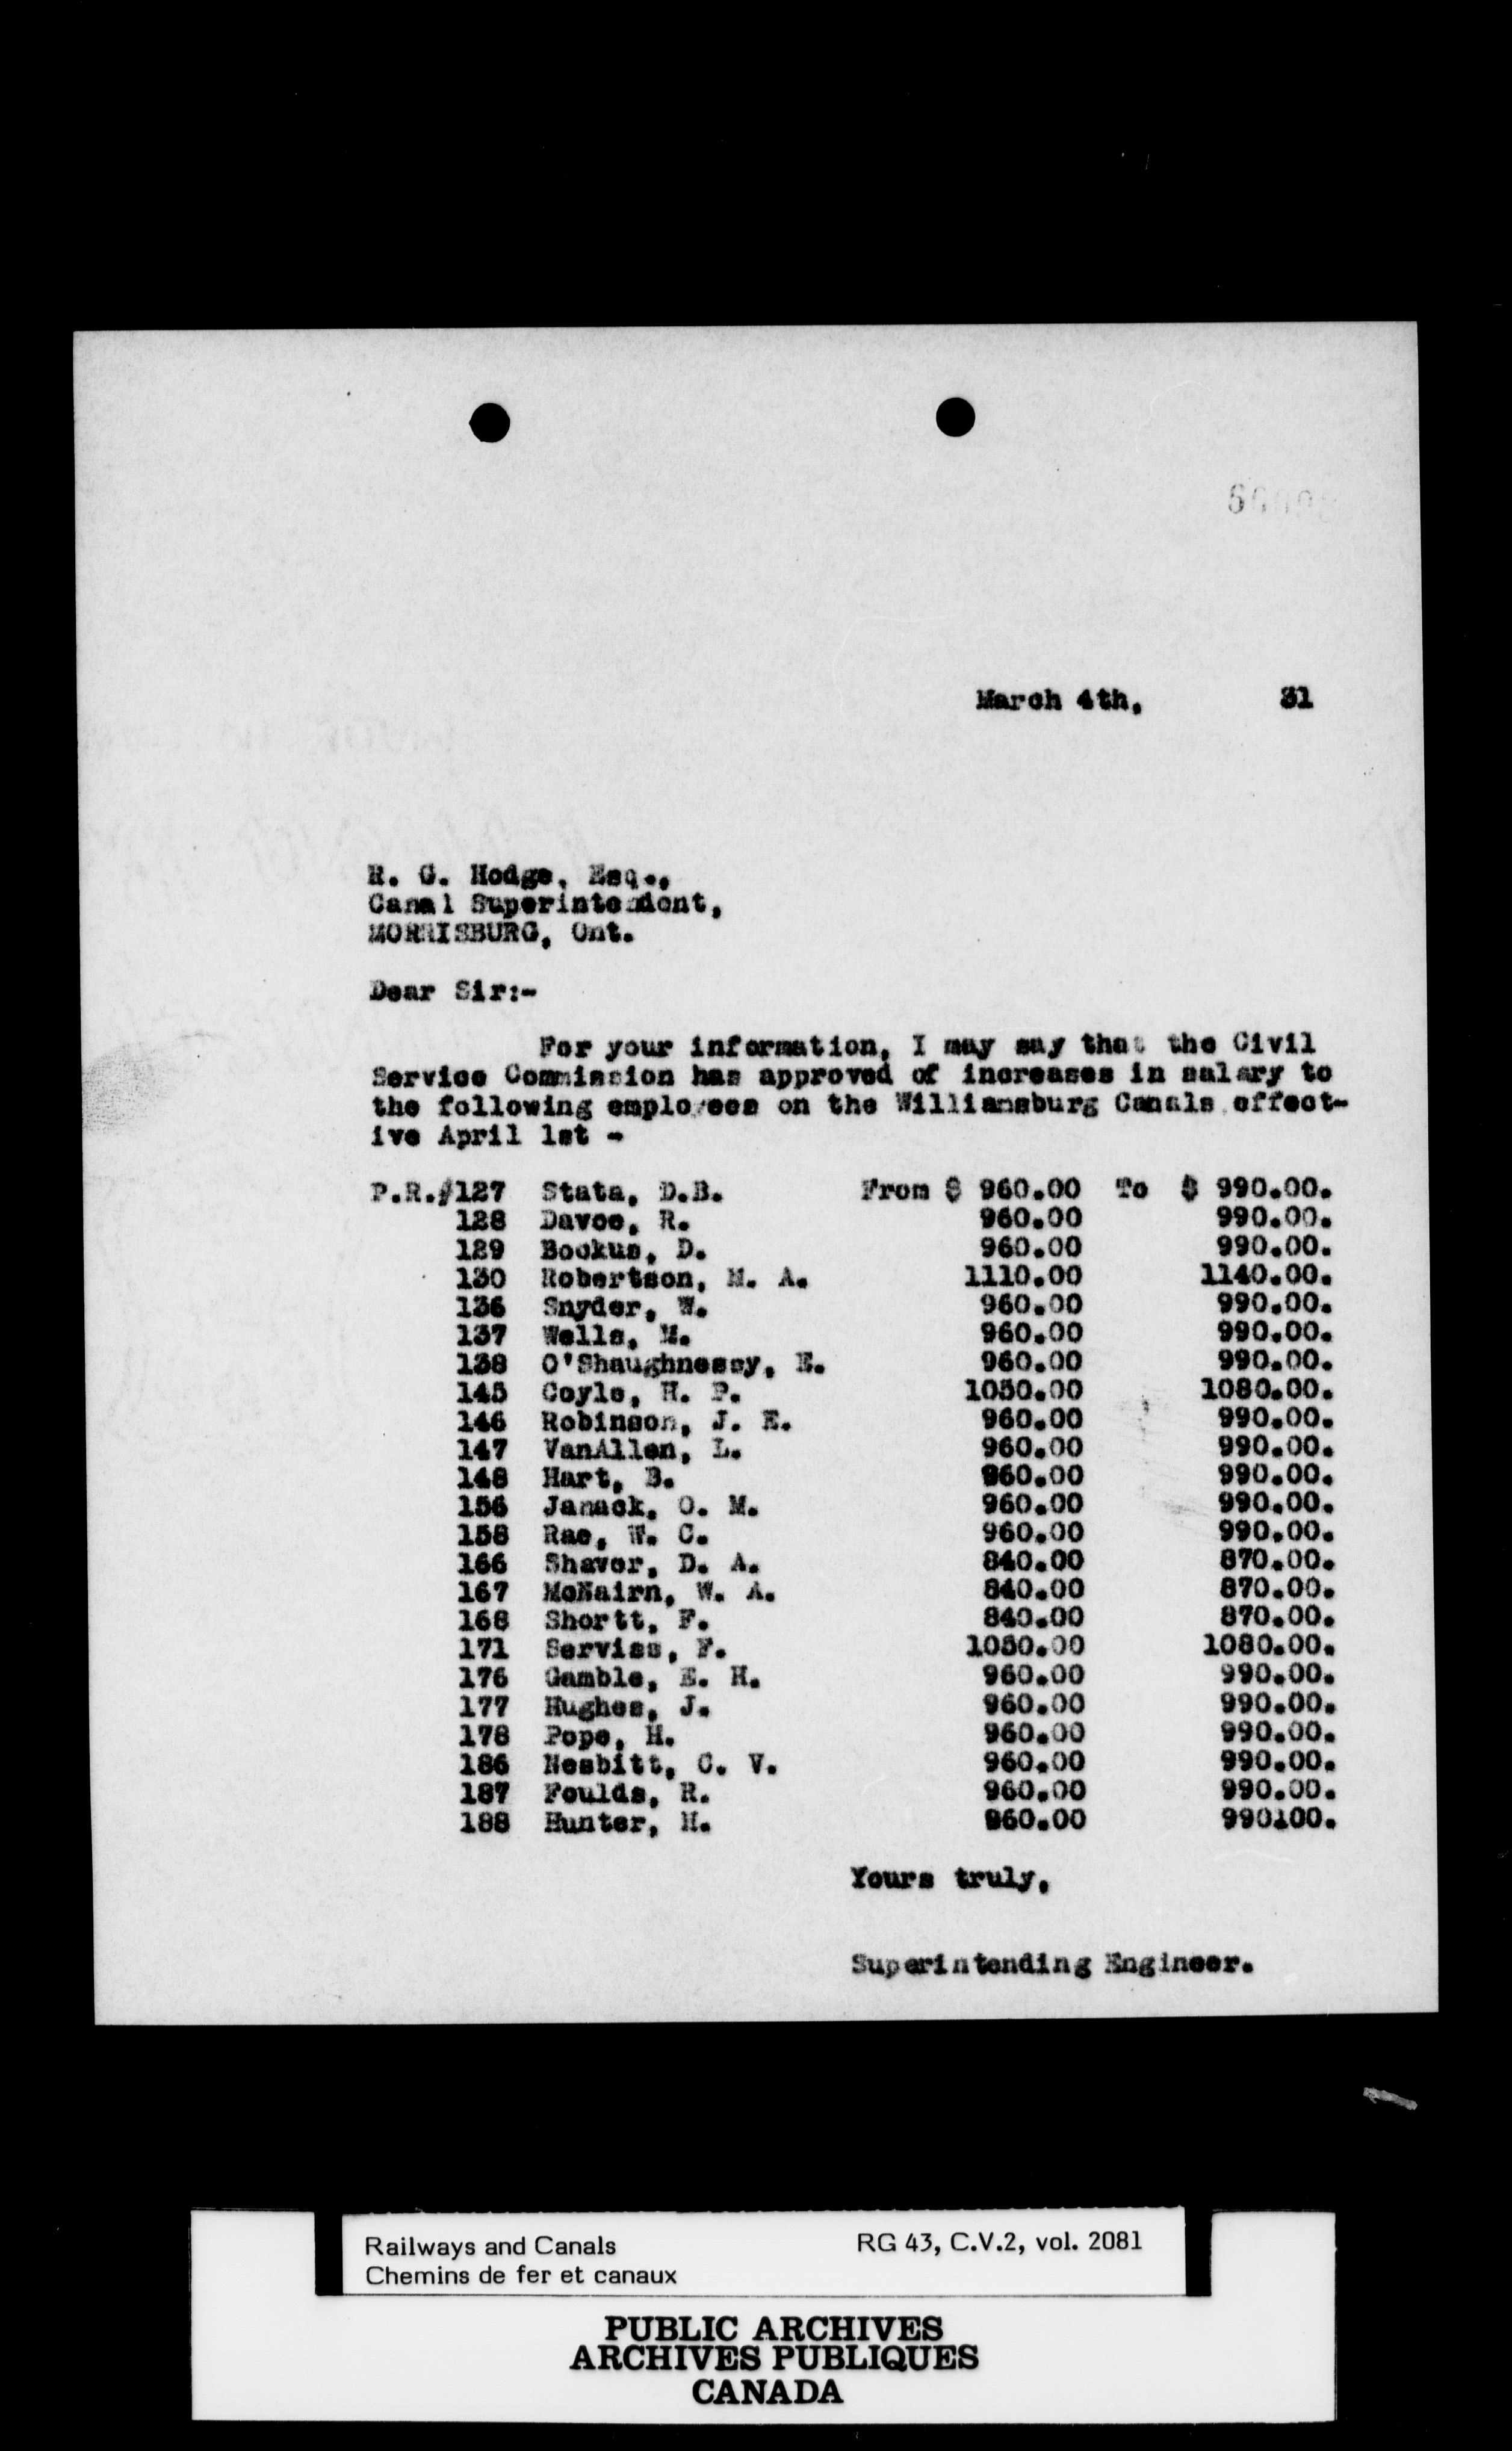 March 4th, 31
R. G. Hodge, Esq.,
Canal Superintendent,
MORRISBURG, Ont.
Dear Sir:-
For your information, I may say that the Civil
Service Commission has approved of increases in salary to
the following employees on the Williamsburg Canals effect-
ive April 1st -
P.R.#127 Stata, D.B. From $ 960.00 To $ 990.00.
128 Davoe, R. 960.00 990.00.
129 Bockus, D. 960.00 990.00.
130 Robertson, M. A. 1110.00 1140.00.
136 Snyder, W. 960.00 990.00.
137 Wells, M. 960.00 990.00.
138 O'Shaughnessy, E. 960.00 990.00.
145 Coyle, H. P. 1050.00 1080.00.
146 Robinson, J. E. 960.00 990.00.
147 VanAllen, L. 960.00 990.00.
148 Hart, B. 960.00 990.00.
156 Janack, O. M. 960.00 990.00.
158 Rae, W. C. 960.00 990.00.
166 Shaver, D. A. 840.00 870.00.
167 McNairn, W. A. 840.00 870.00.
168 Shortt, F. 840.00 870.00.
171 Serviss, F. 1050.00 1080.00.
176 Gamble, E. H. 960.00 990.00.
177 Hughes, J. 960.00 990.00.
178 Pope, H. 960.00 990.00.
186 Nesbitt, C. V. 960.00 990.00.
187 Foulds, R. 960.00 990.00.
188 Hunter, H. 960.00 990100.
Yours truly,
Superintending Engineer.
Railways and Canals RG 43, C.V.2, vol. 2081
Chemins de fer et canaux
PUBLIC ARCHIVES
ARCHIVES PUBLIQUES
CANADA